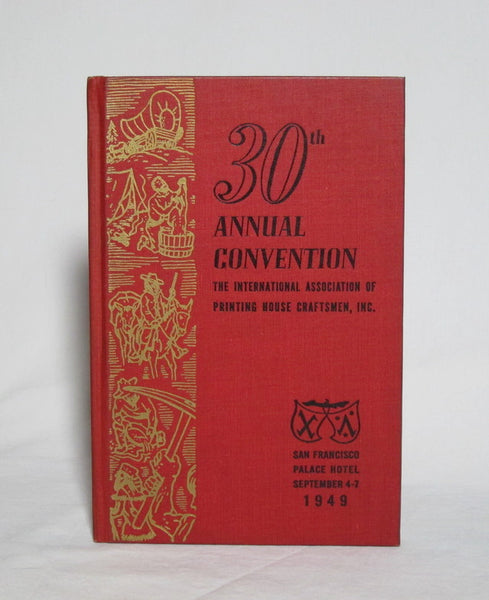 30th
ANNUAL
CONVENTION
THE INTERNATIONAL ASSOCIATION OF
PRINTING HOUSE CRAFTSMEN, INC.
SAN FRANCISCO
PALACE HOTEL
SEPTEMBER 4-7
1949